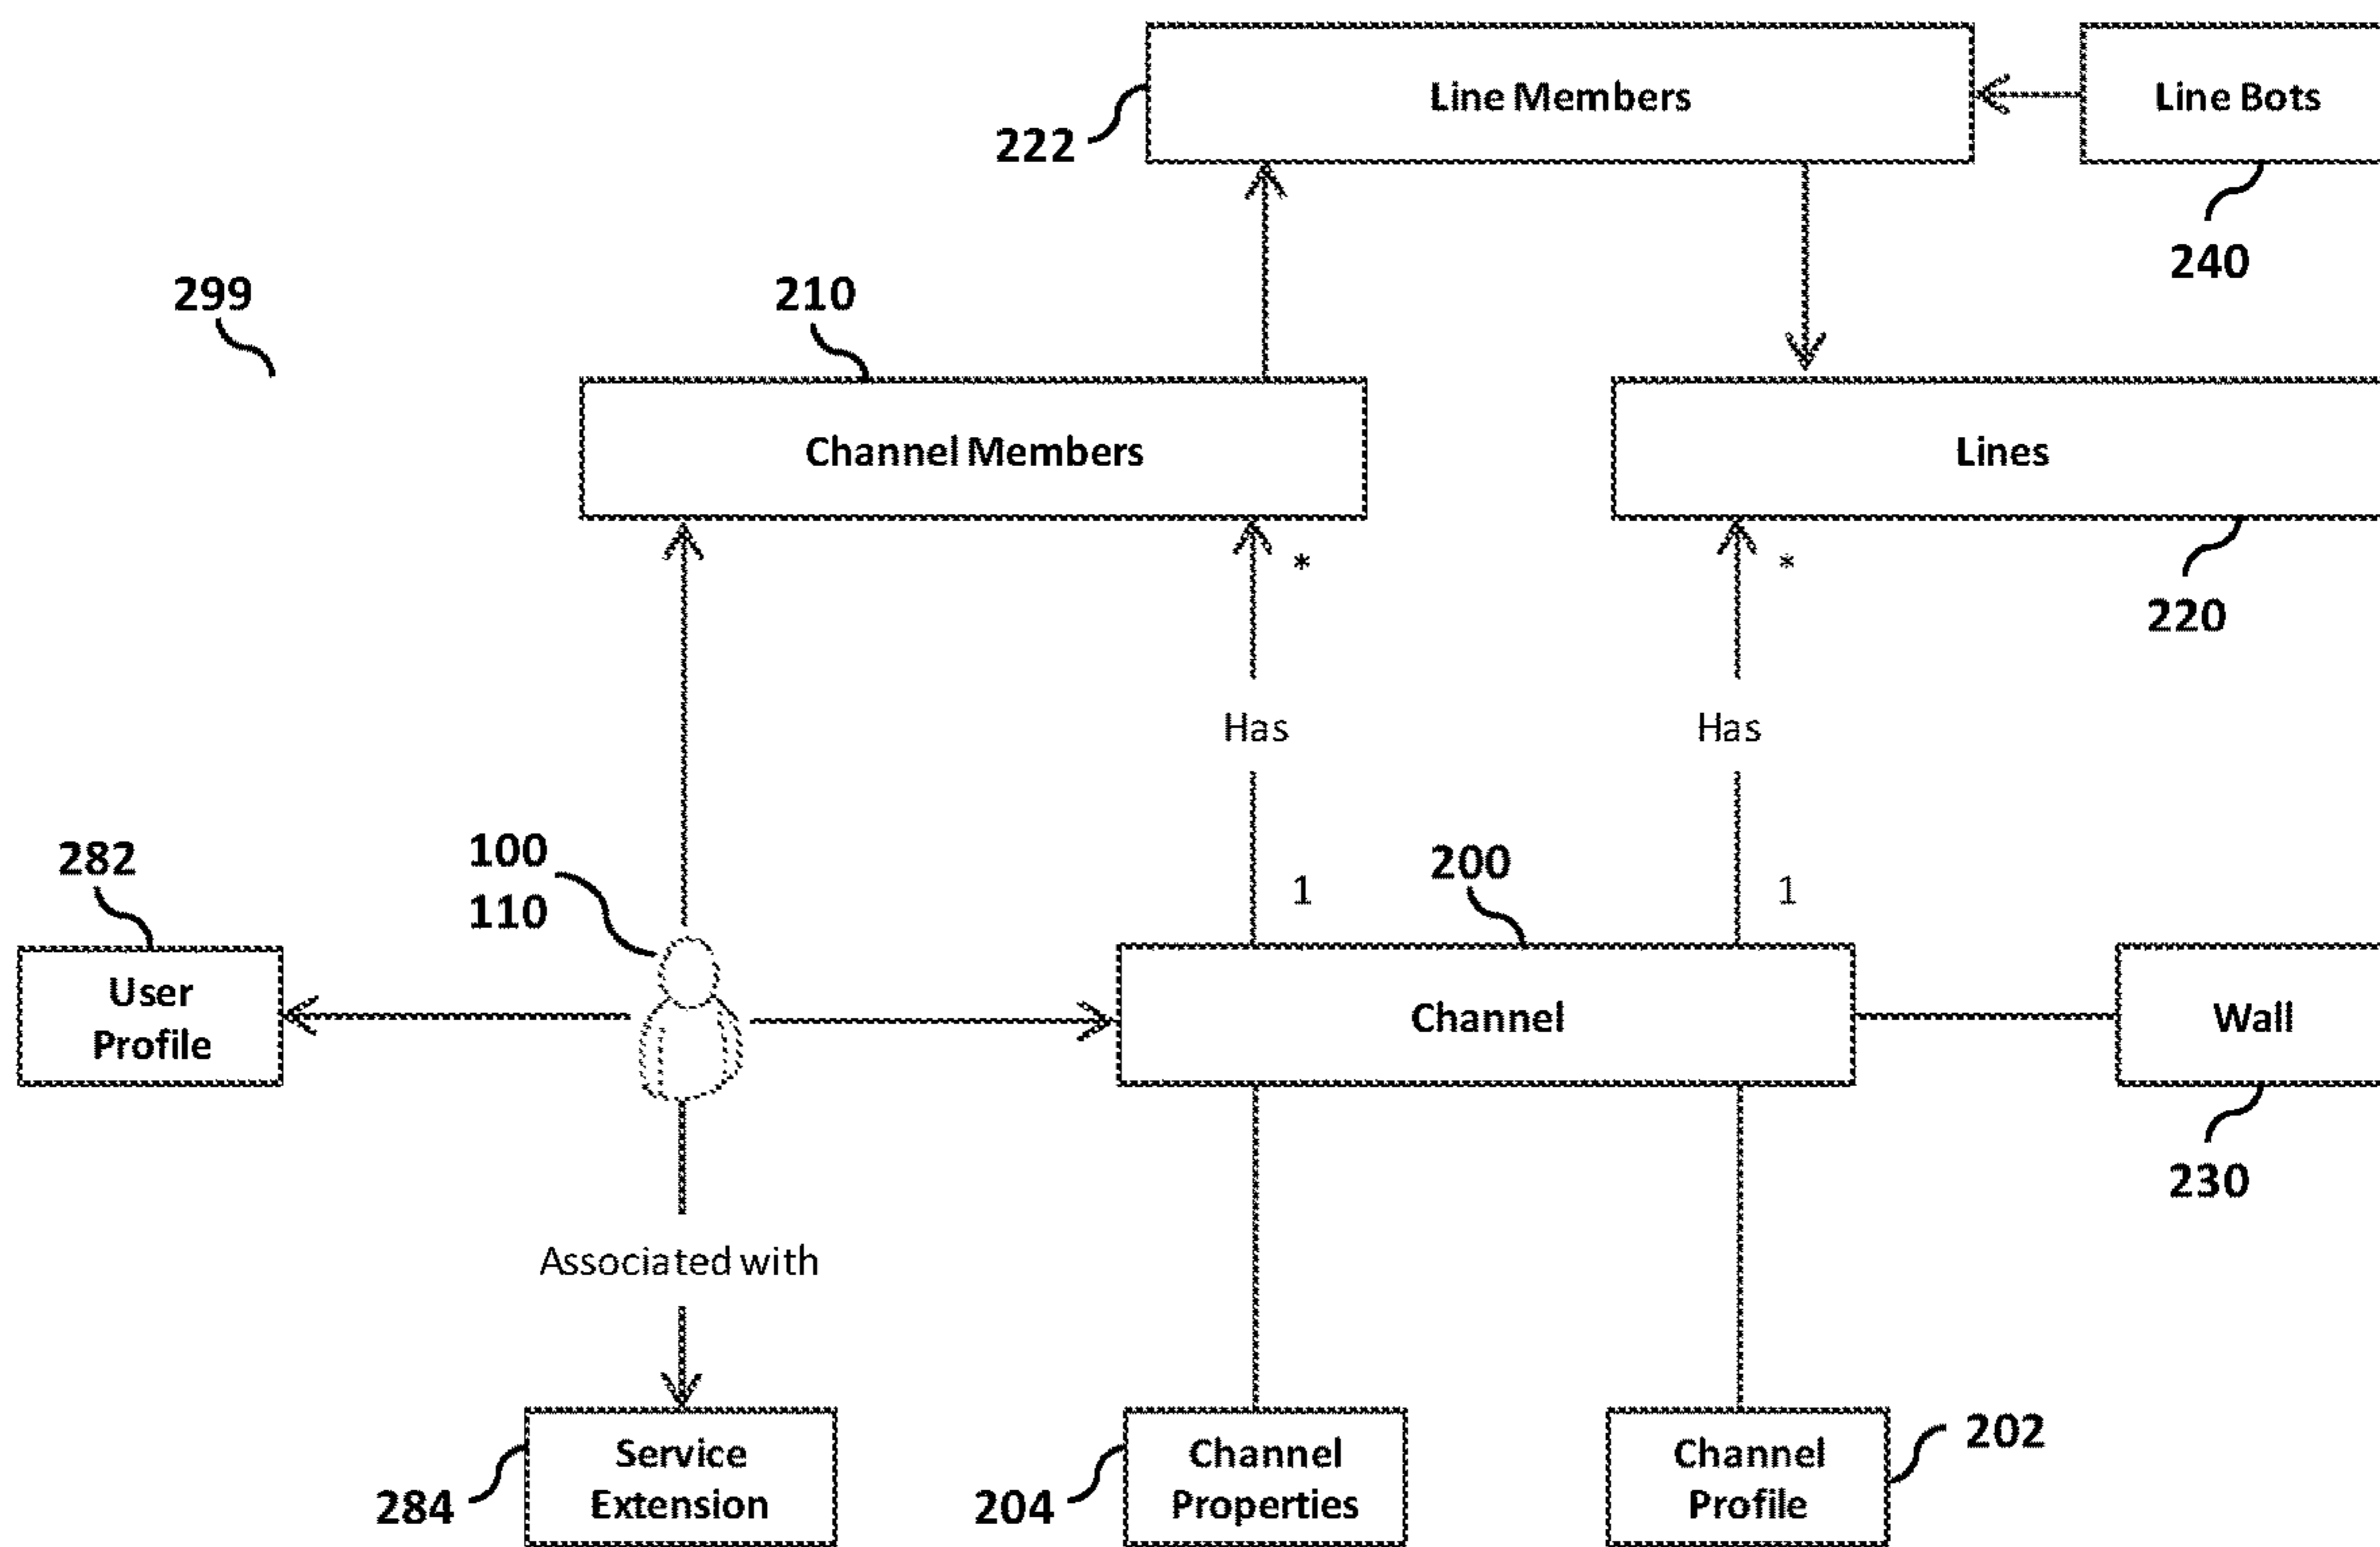 Line Members
Line Bots
222
240
299
210
Channel Members
Lines
*
*
220
Has
Has
282
100
110
200
1
1
User
Profile
Channel
Wall
230
Associated with
Service
Extension
284
Channel
Properties
204
Channel
Profile
202